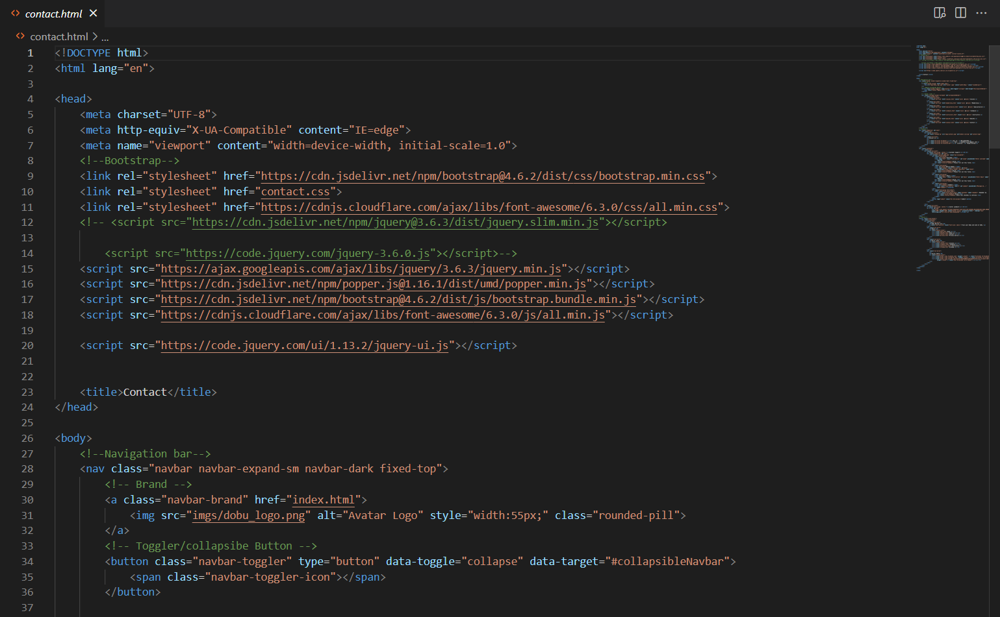 contact.html
contact.html > ...
1 <!DOCTYPE html>
2 <html lang="en">
3
4 <head>
5 <meta charset="UTF-8">
6 <meta http-equiv="X-UA-Compatible" content="IE=edge">
7 <meta name="viewport" content="width=device-width, initial-scale=1.0">
8 <!--Bootstrap-->
9 <link rel="stylesheet" href="https://cdn.jsdelivr.net/npm/bootstrap@4.6.2/dist/css/bootstrap.min.css">
10 <link rel="stylesheet" href="contact.css">
11 <link rel="stylesheet" href="https://cdnjs.cloudflare.com/ajax/libs/font-awesome/6.3.0/css/all.min.css">
12 <!-- <script src="https://cdn.jsdelivr.net/npm/jquery@3.6.3/dist/jquery.slim.min.js"></script>
13
14 <script src="https://code.jquery.com/jquery-3.6.0.js"></script>-->
15 <script src="https://ajax.googleapis.com/ajax/libs/jquery/3.6.3/jquery.min.js"></script>
16 <script src="https://cdn.jsdelivr.net/npm/popper.js@1.16.1/dist/umd/popper.min.js"></script>
17 <script src="https://cdn.jsdelivr.net/npm/bootstrap@4.6.2/dist/js/bootstrap.bundle.min.js"></script>
18 <script src="https://cdnjs.cloudflare.com/ajax/libs/font-awesome/6.3.0/js/all.min.js"></script>
19
20 <script src="https://code.jquery.com/ui/1.13.2/jquery-ui.js"></script>
21
22
23 <title>Contact</title>
24 </head>
25
26 <body>
27 <!--Navigation bar-->
28 <nav class="navbar navbar-expand-sm navbar-dark fixed-top">
29 <!-- Brand -->
30 <a class="navbar-brand" href="index.html">
31 <img src="imgs/dobu_logo.png" alt="Avatar Logo" style="width:55px;" class="rounded-pill">
32 </a>
33 <!-- Toggler/collapsibe Button -->
34 <button class="navbar-toggler" type="button" data-toggle="collapse" data-target="#collapsibleNavbar">
35 <span class="navbar-toggler-icon"></span>
36 </button>
37